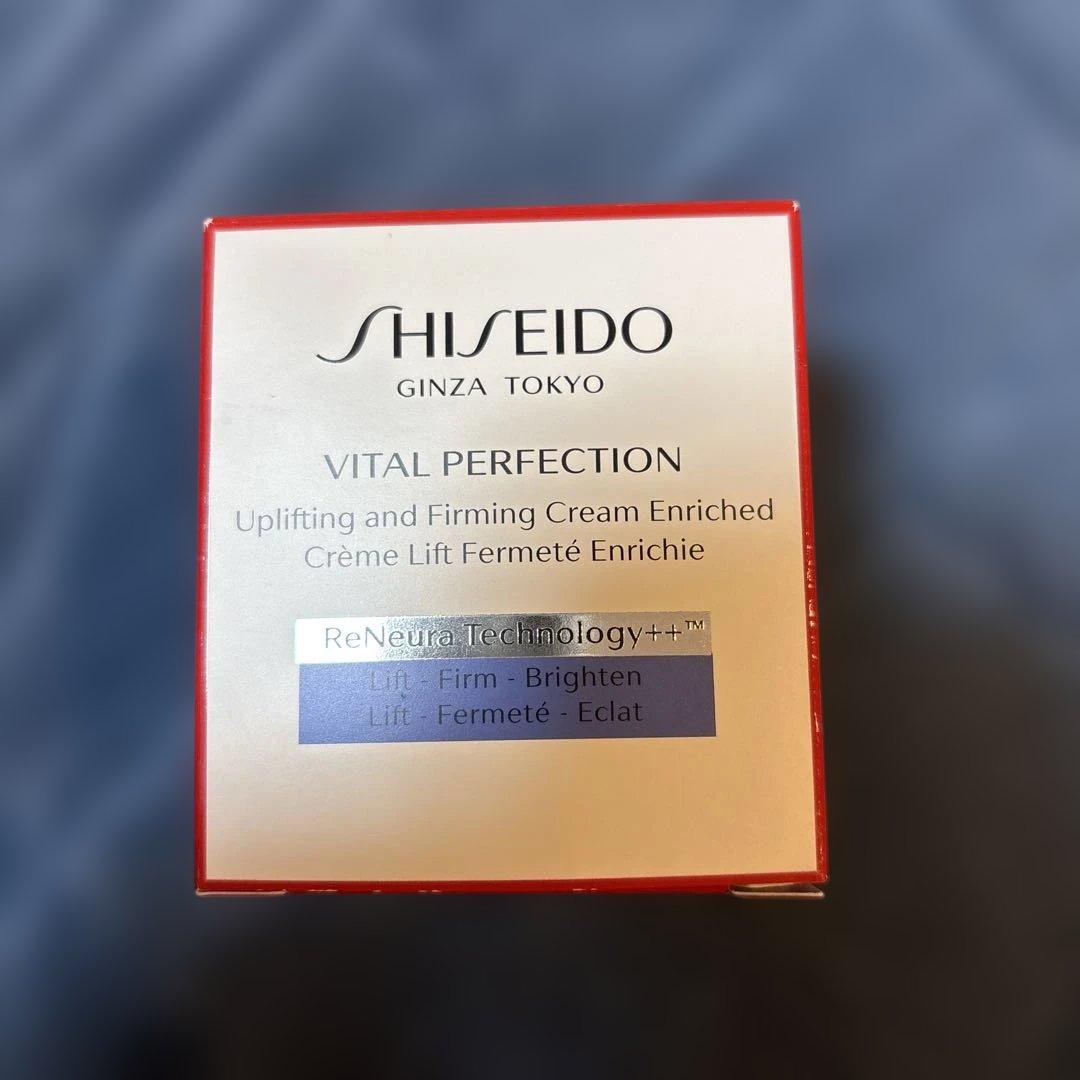 SHISEIDO
GINZA TOKYO
VITAL PERFECTION
Uplifting and Firming Cream Enriched
Crème Lift Fermeté Enrichie
ReNeura Technology++™
Lift - Firm - Brighten
Lift - Fermeté - Eclat